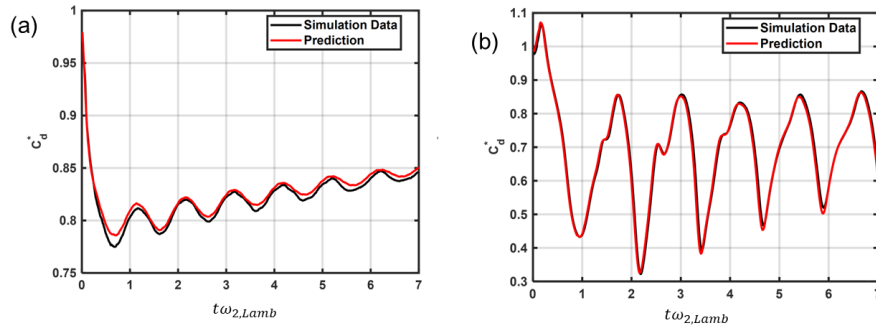 (a)
Simulation Data
Prediction
1
0.95
0.9
0.85
0.8
0.75
C*d
0 1 2 3 4 5 6 7
tω2,Lamb
(b)
Simulation Data
Prediction
1.1
1
0.9
0.8
0.7
0.6
0.5
0.4
0.3
C*d
0 1 2 3 4 5 6 7
tω2,Lamb